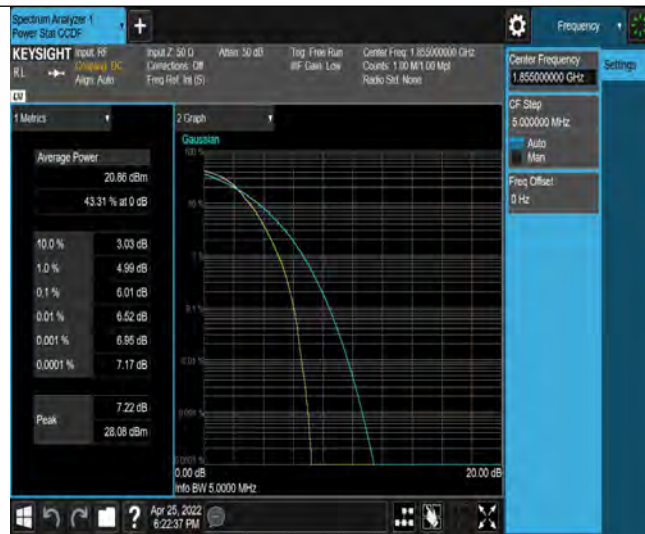 Spectrum Analyzer 1
Power Stat CCDF
Frequency
KEYSIGHT
Input: RF
Coupling: DC
Align: Auto
Input Z: 50 Ω
Corrections: Off
Freq Ref: Int (S)
Atten: 50 dB
Trig: Free Run
#IF Gain: Low
Center Freq: 1.855000000 GHz
Counts: 1.00 M/1.00 Mpt
Radio Std: None
RL
Center Frequency
1.855000000 GHz
Settings
CF Step
5.000000 MHz
Auto
Man
Freq Offset
0 Hz
1 Metrics
Average Power
20.86 dBm
43.31 % at 0 dB
10.0 % 3.03 dB
1.0 % 4.99 dB
0.1 % 6.01 dB
0.01 % 6.52 dB
0.001 % 6.95 dB
0.0001 % 7.17 dB
Peak
7.22 dB
28.08 dBm
2 Graph
Gaussian
100 %
10 %
1 %
0.1 %
0.01 %
0.001 %
0.0001 %
0.00 dB
20.00 dB
Info BW 5.0000 MHz
Apr 25, 2022
6:22:37 PM